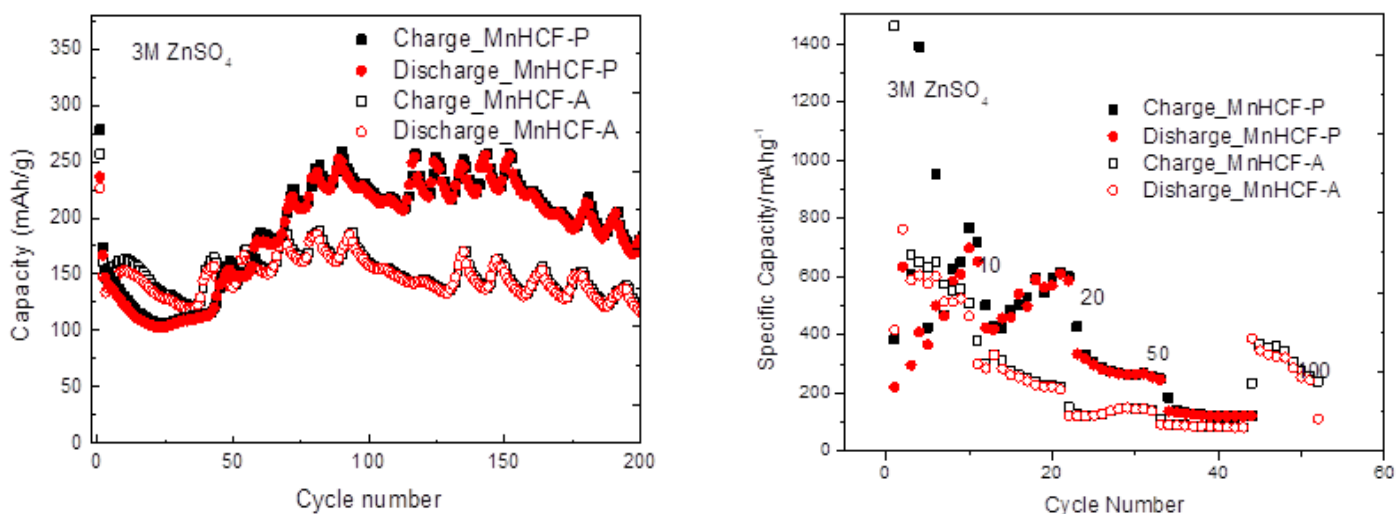 350
300
250
200
150
100
50
0
Capacity (mAh/g)
3M ZnSO₄
Charge_MnHCF-P
Discharge_MnHCF-P
Charge_MnHCF-A
Discharge_MnHCF-A
0 50 100 150 200
Cycle number
1400
1200
1000
800
600
400
200
0
Specific Capacity/mAhg⁻¹
3M ZnSO₄
Charge_MnHCF-P
Disharge_MnHCF-P
Charge_MnHCF-A
Disharge_MnHCF-A
10
20
50
100
0 20 40 60
Cycle Number